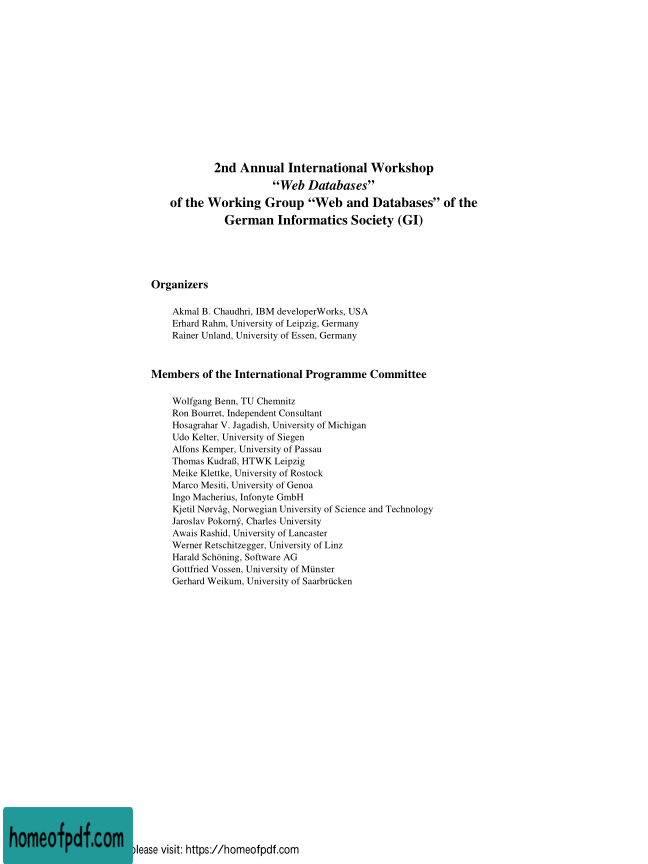 2nd Annual International Workshop
“Web Databases”
of the Working Group “Web and Databases” of the
German Informatics Society (GI)
Organizers
Akmal B. Chaudhri, IBM developerWorks, USA
Erhard Rahm, University of Leipzig, Germany
Rainer Unland, University of Essen, Germany
Members of the International Programme Committee
Wolfgang Benn, TU Chemnitz
Ron Bourret, Independent Consultant
Hosagrahar V. Jagadish, University of Michigan
Udo Kelter, University of Siegen
Alfons Kemper, University of Passau
Thomas Kudraß, HTWK Leipzig
Meike Klettke, University of Rostock
Marco Mesiti, University of Genoa
Ingo Macherius, Infonyte GmbH
Kjetil Nørvåg, Norwegian University of Science and Technology
Jaroslav Pokorný, Charles University
Awais Rashid, University of Lancaster
Werner Retschitzegger, University of Linz
Harald Schöning, Software AG
Gottfried Vossen, University of Münster
Gerhard Weikum, University of Saarbrücken
homeofpdf.com
please visit: https://homeofpdf.com